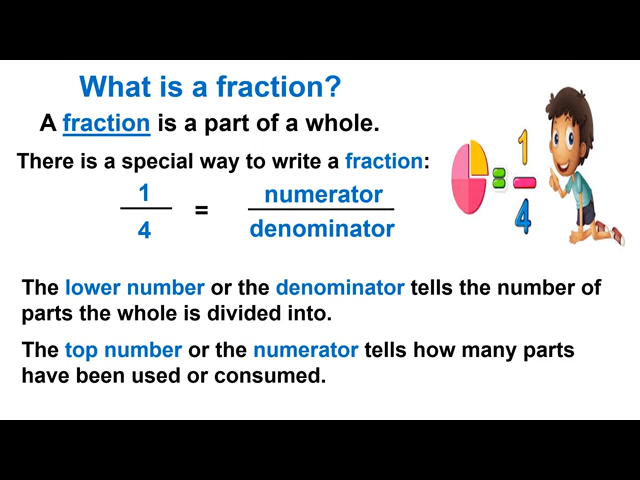 What is a fraction?
A fraction is a part of a whole.
There is a special way to write a fraction:
1
4
=
numerator
denominator
=
1
4
The lower number or the denominator tells the number of
parts the whole is divided into.
The top number or the numerator tells how many parts
have been used or consumed.